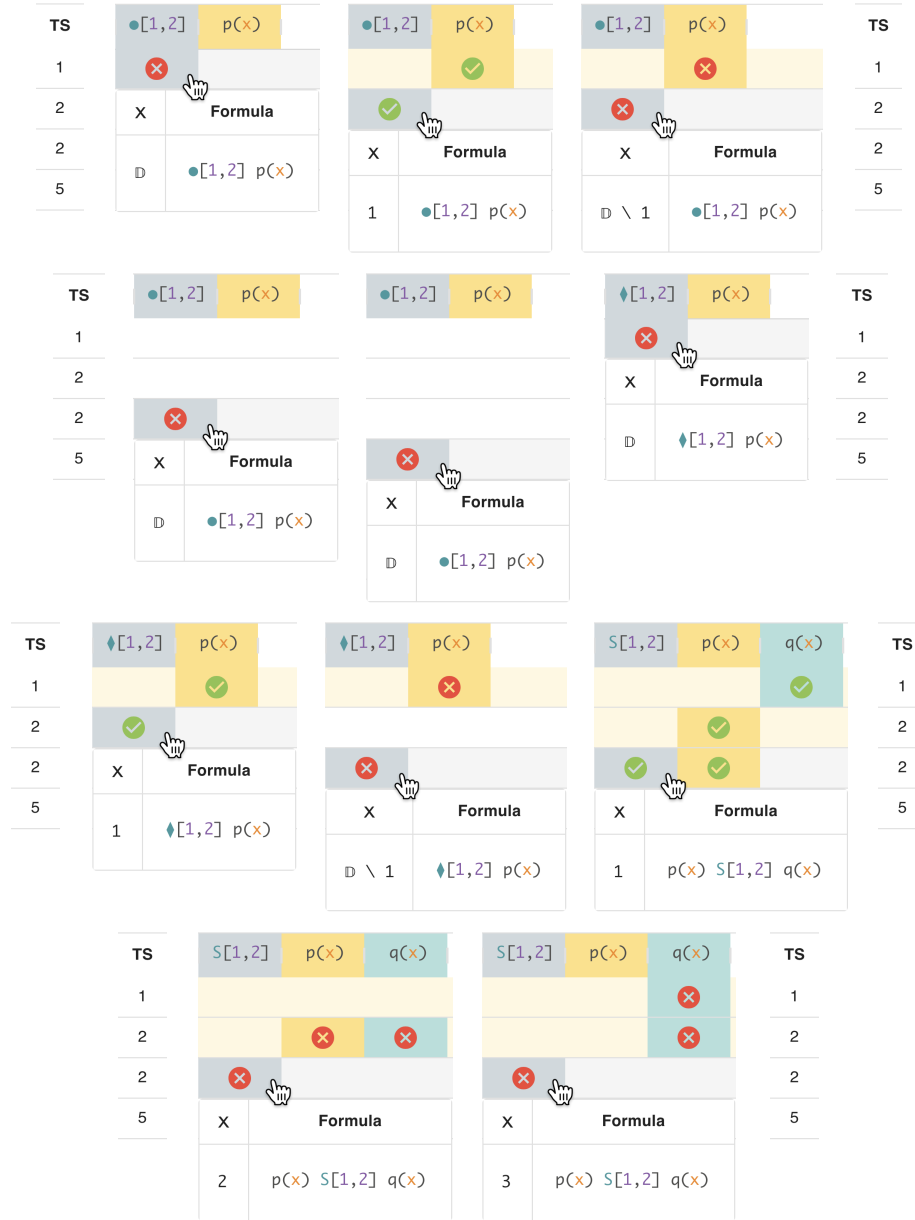 TS ●[1,2] p(x) ●[1,2] p(x) ●[1,2] p(x) TS
1 1
2 X Formula 2
2 X Formula X Formula 2
𝔻 ●[1,2] p(x)
5 5
1 ●[1,2] p(x) 𝔻 \ 1 ●[1,2] p(x)
TS ●[1,2] p(x) ●[1,2] p(x) ♦[1,2] p(x) TS
1 1
2 X Formula 2
2 2
𝔻 ♦[1,2] p(x)
5 X Formula 5
X Formula
𝔻 ●[1,2] p(x)
𝔻 ●[1,2] p(x)
TS ♦[1,2] p(x) ♦[1,2] p(x) S[1,2] p(x) q(x) TS
1 1
2 2
2 X Formula 2
5 X Formula X Formula 5
1 ♦[1,2] p(x)
𝔻 \ 1 ♦[1,2] p(x) 1 p(x) S[1,2] q(x)
TS S[1,2] p(x) q(x) S[1,2] p(x) q(x) TS
1 1
2 2
2 2
5 X Formula X Formula 5
2 p(x) S[1,2] q(x) 3 p(x) S[1,2] q(x)